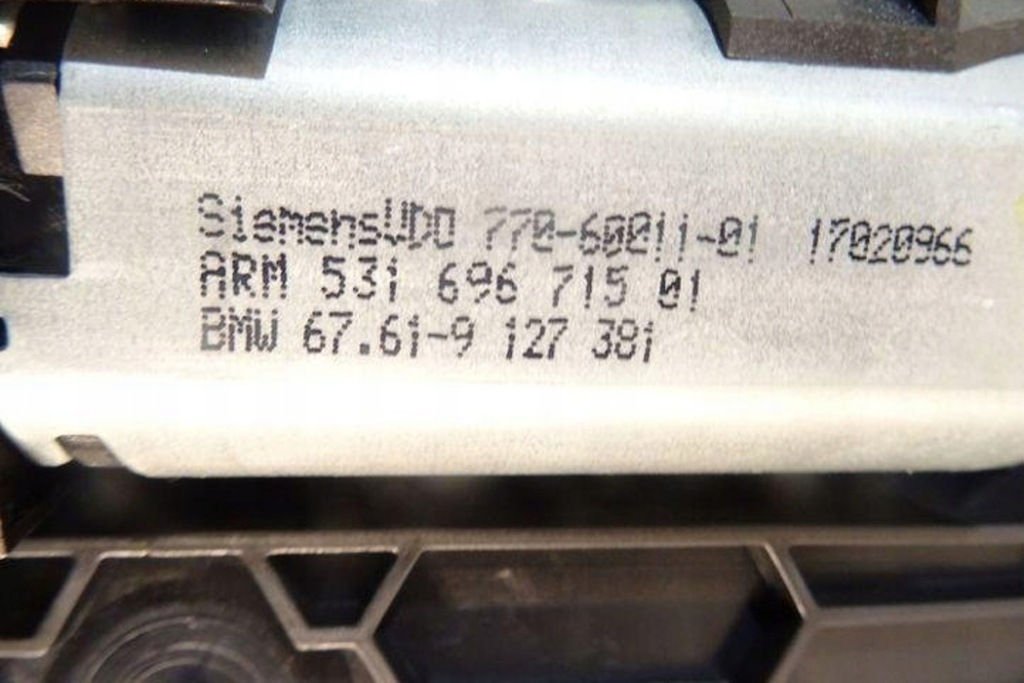 SiemensVDO 770-60011-01 17020966
ARM 531 696 715 01
BMW 67.61-9 127 381